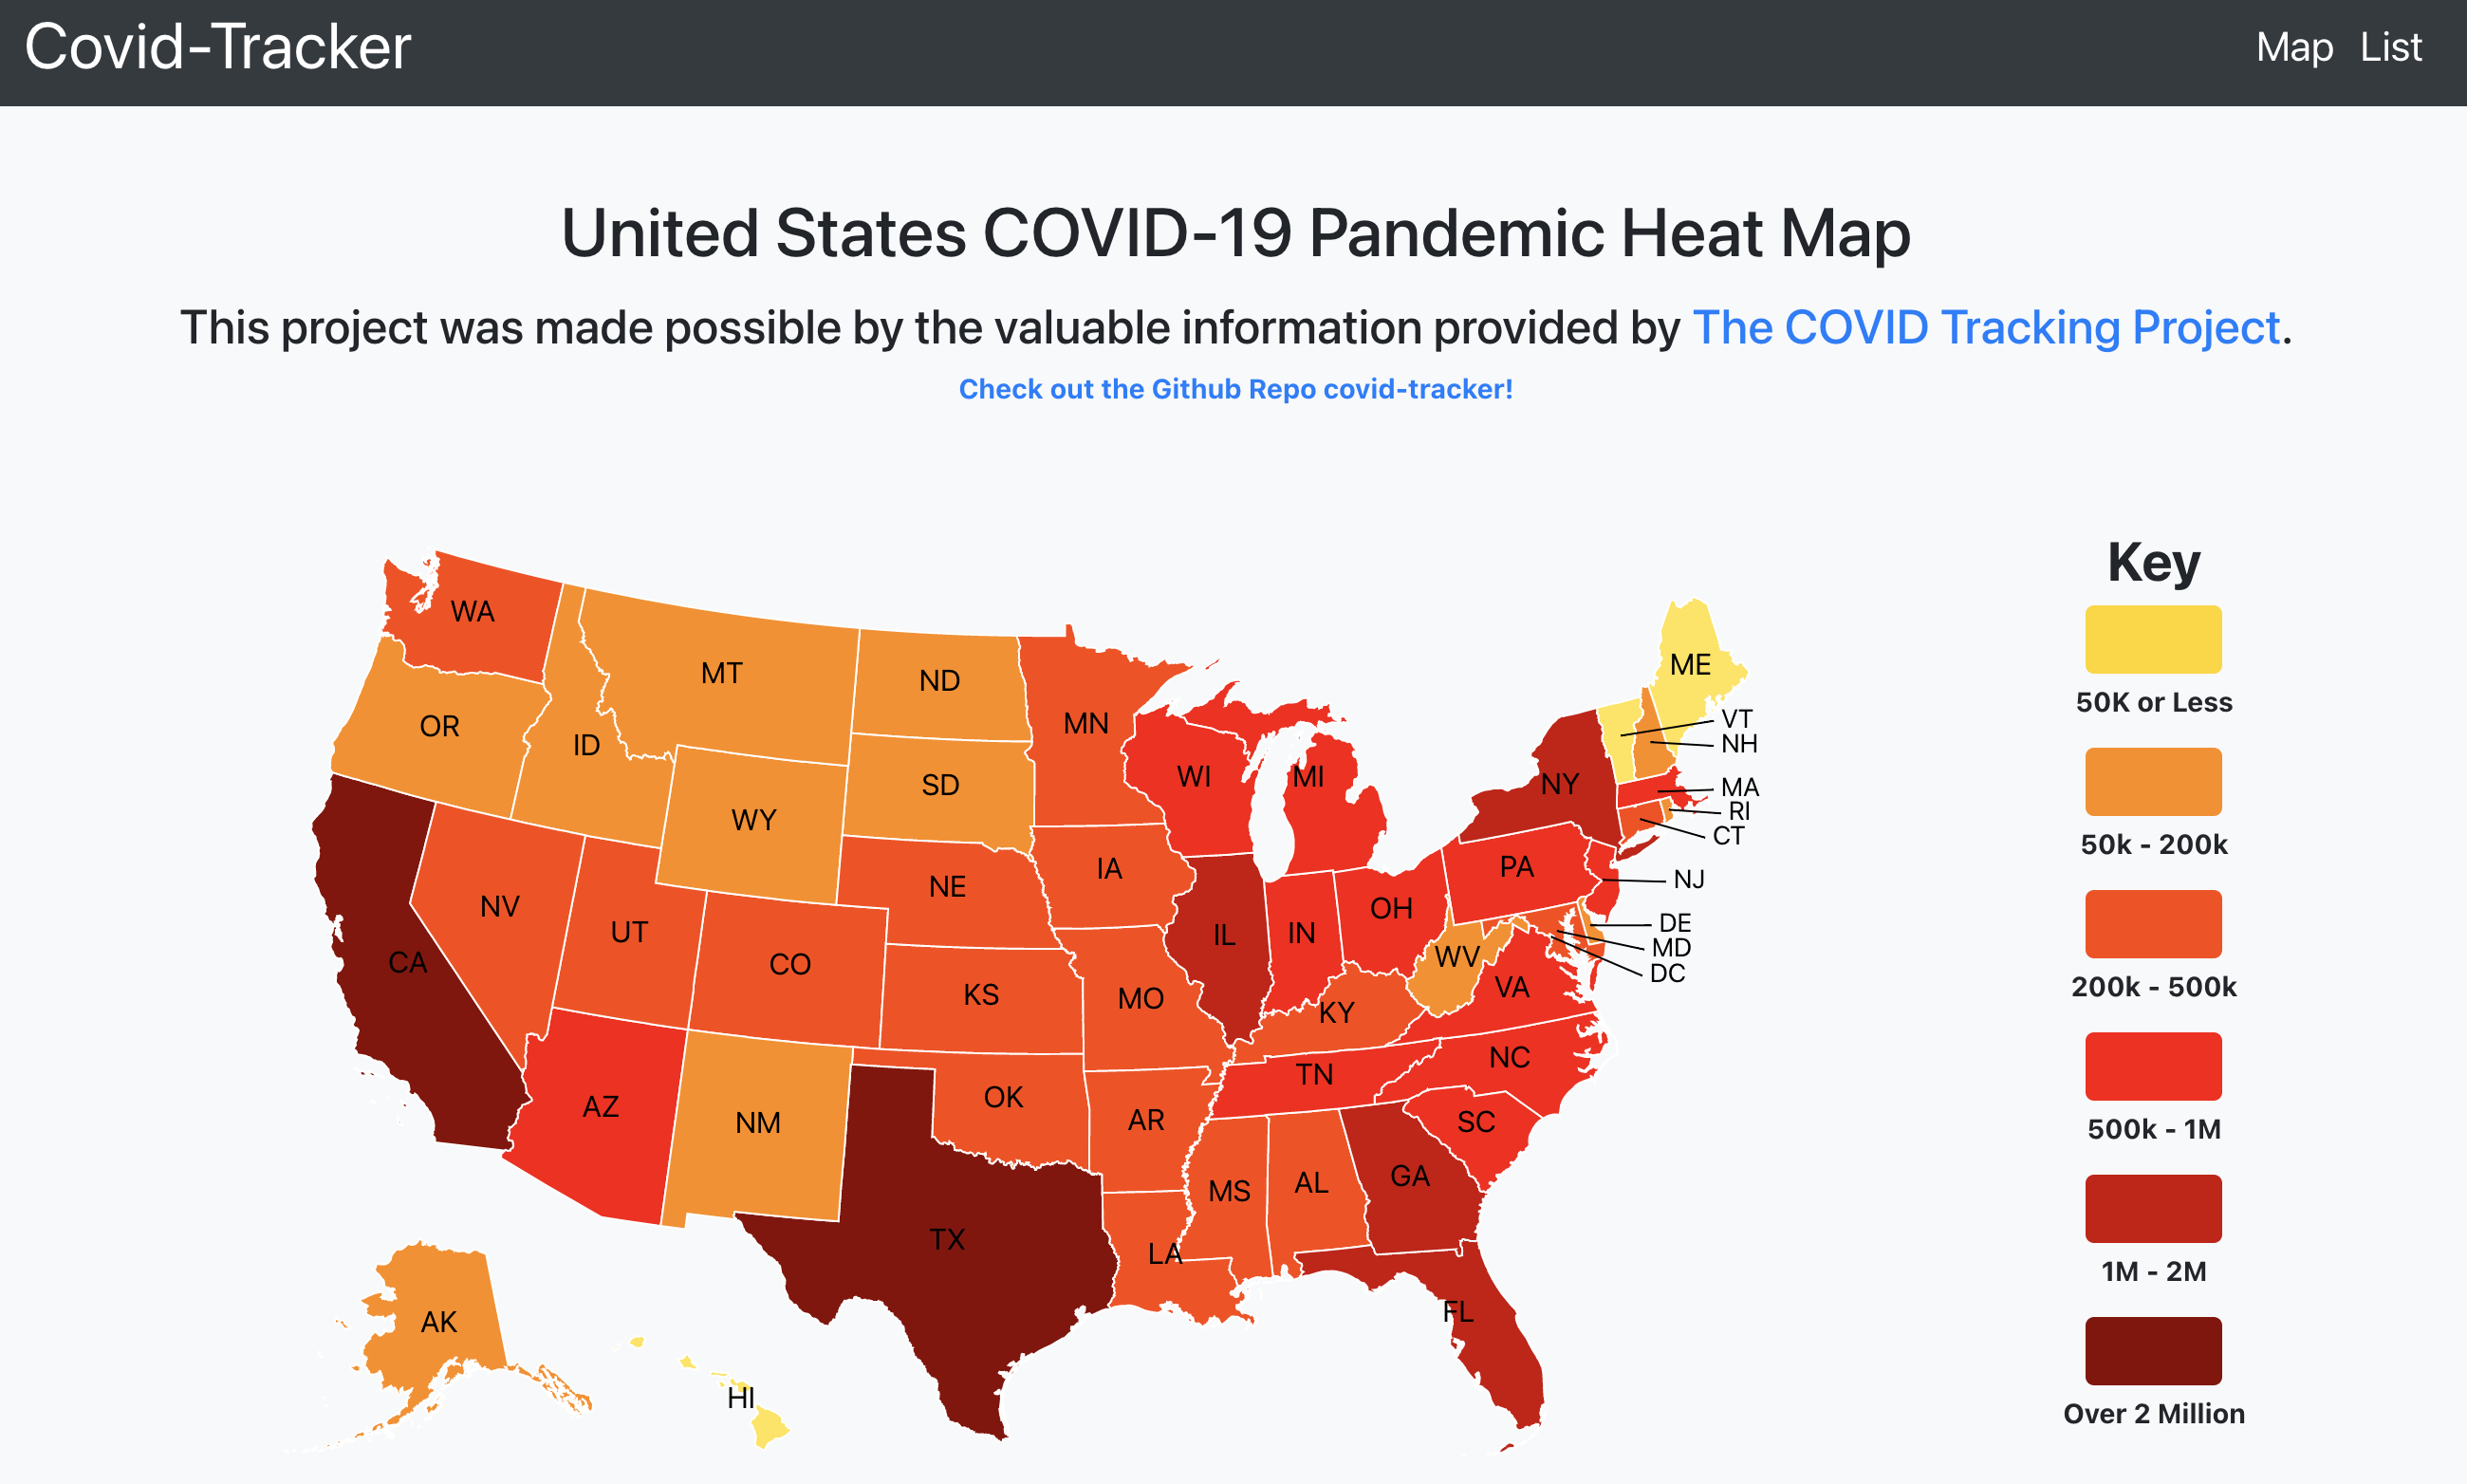 Covid-Tracker
Map List
United States COVID-19 Pandemic Heat Map
This project was made possible by the valuable information provided by The COVID Tracking Project.
Check out the Github Repo covid-tracker!
Key
50K or Less
50k - 200k
200k - 500k
500k - 1M
1M - 2M
Over 2 Million
WA
MT
ND
OR
ID
MN
ME
VT
NH
WI
MI
SD
NY
MA
RI
WY
CT
IA
PA
NE
NJ
NV
OH
UT
IL
IN
DE
CO
CA
WV
MD
DC
KS
MO
VA
KY
NC
TN
OK
AZ
NM
AR
SC
GA
MS
AL
TX
LA
FL
AK
HI